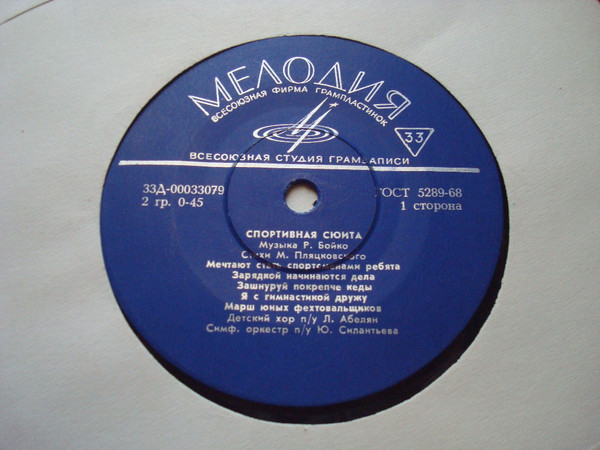 МЕЛОДИЯ
ВСЕСОЮЗНАЯ ФИРМА ГРАМПЛАСТИНОК
33
ВСЕСОЮЗНАЯ СТУДИЯ ГРАМЗАПИСИ
33Д-00033079
ГОСТ 5289-68
2 гр. 0-45
1 сторона
СПОРТИВНАЯ СЮИТА
Музыка Р. Бойко
Стихи М. Пляцковского
Мечтают стать спортсменами ребята
Зарядкой начинаются дела
Зашнуруй покрепче кеды
Я с гимнастикой дружу
Марш юных фехтовальщиков
Детский хор п/у Л. Абелян
Симф. оркестр п/у Ю. Силантьева